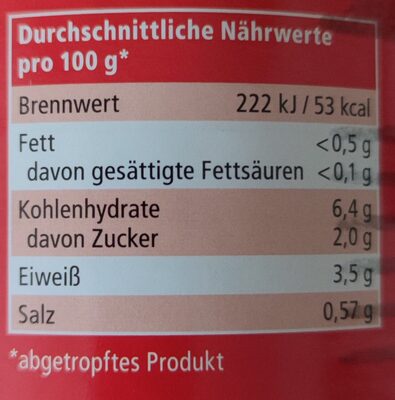 Durchschnittliche Nährwerte
pro 100 g*
Brennwert 222 kJ / 53 kcal
Fett <0,5 g
davon gesättigte Fettsäuren <0,1 g
Kohlenhydrate 6,4 g
davon Zucker 2,0 g
Eiweiß 3,5 g
Salz 0,57 g
*abgetropftes Produkt